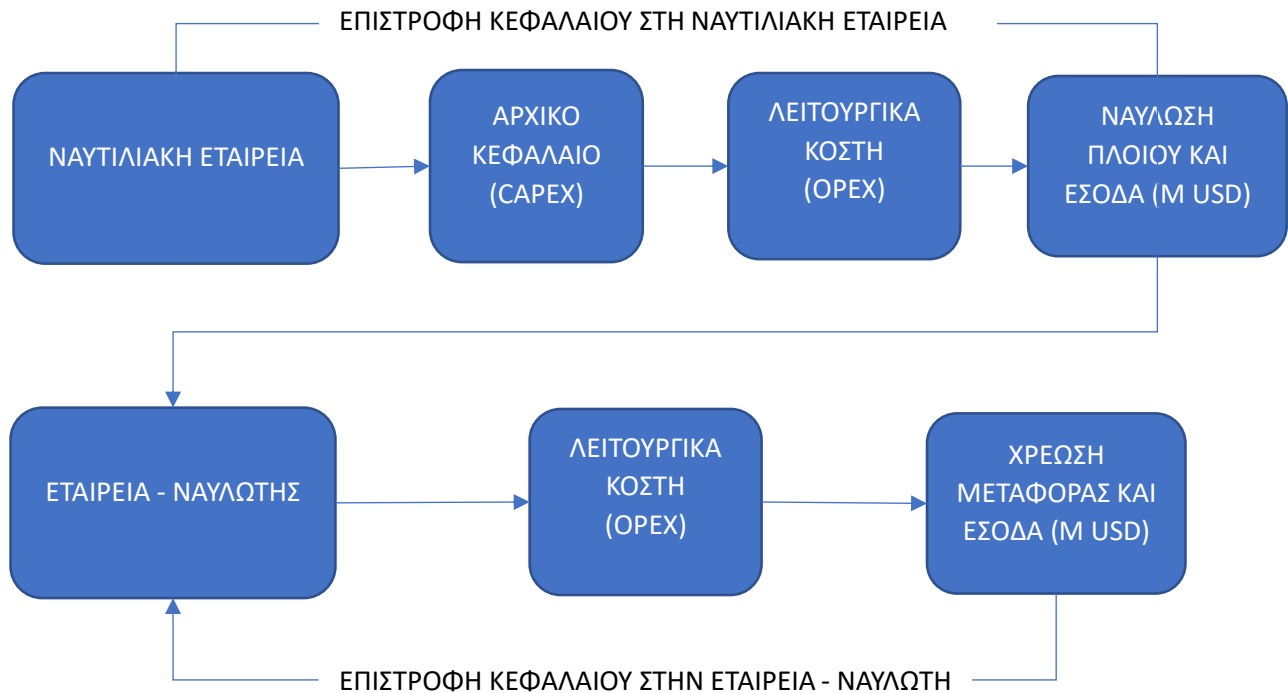 ΕΠΙΣΤΡΟΦΗ ΚΕΦΑΛΑΙΟΥ ΣΤΗ ΝΑΥΤΙΛΙΑΚΗ ΕΤΑΙΡΕΙΑ
ΝΑΥΤΙΛΙΑΚΗ ΕΤΑΙΡΕΙΑ
ΑΡΧΙΚΟ
ΚΕΦΑΛΑΙΟ
(CAPEX)
ΛΕΙΤΟΥΡΓΙΚΑ
ΚΟΣΤΗ
(OPEX)
ΝΑΥΛΩΣΗ
ΠΛΟΙΟΥ ΚΑΙ
ΕΣΟΔΑ (M USD)
ΕΤΑΙΡΕΙΑ - ΝΑΥΛΩΤΗΣ
ΛΕΙΤΟΥΡΓΙΚΑ
ΚΟΣΤΗ
(OPEX)
ΧΡΕΩΣΗ
ΜΕΤΑΦΟΡΑΣ ΚΑΙ
ΕΣΟΔΑ (M USD)
ΕΠΙΣΤΡΟΦΗ ΚΕΦΑΛΑΙΟΥ ΣΤΗΝ ΕΤΑΙΡΕΙΑ - ΝΑΥΛΩΤΗ